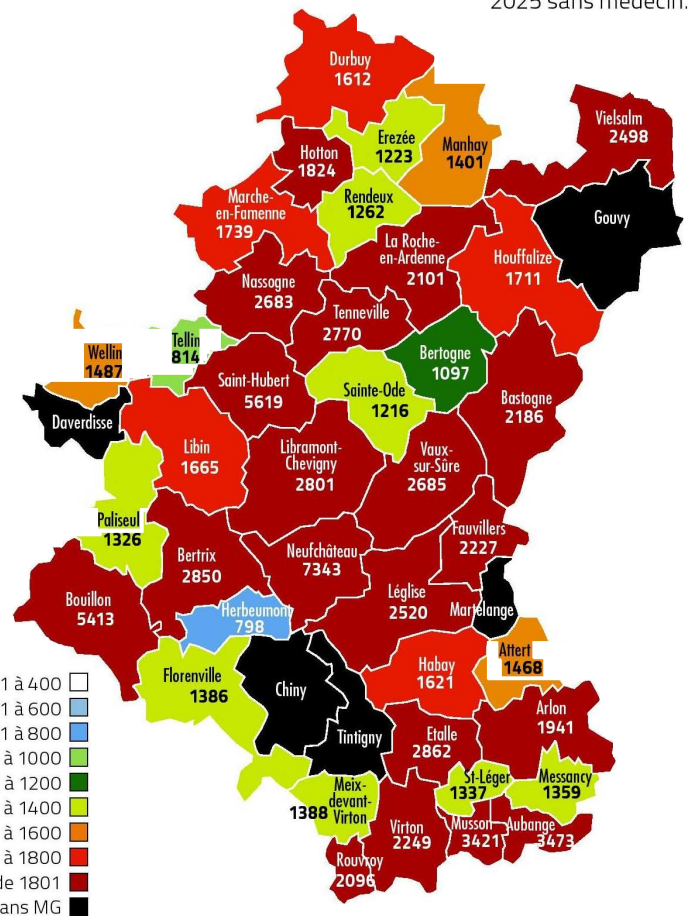 2025 sans médecin.
Durbuy
1612
Vielsalm
2498
Erezée
1223
Manhay
1401
Hotton
1824
Rendeux
1262
Marche-
en-Famenne
1739
Gouvy
La Roche-
en-Ardenne
2101
Houffalize
1711
Nassogne
2683
Tenneville
2770
Tellin
814
Wellin
1487
Bertogne
1097
Saint-Hubert
5619
Sainte-Ode
1216
Bastogne
2186
Daverdisse
Libin
1665
Libramont-
Chevigny
2801
Vaux-
sur-Sûre
2685
Paliseul
1326
Fauvillers
2227
Bertrix
2850
Neufchâteau
7343
Bouillon
5413
Léglise
2520
Martelange
Herbeumont
798
Attert
1468
Florenville
1386
Chiny
Habay
1621
Arlon
1941
Tintigny
Etalle
2862
St-Léger
1337
Messancy
1359
Meix-
devant-
Virton
1388
Virton
2249
Musson
3421
Aubange
3473
Rouvroy
2096
1 à 400
1 à 600
1 à 800
à 1000
à 1200
à 1400
à 1600
à 1800
de 1801
ans MG